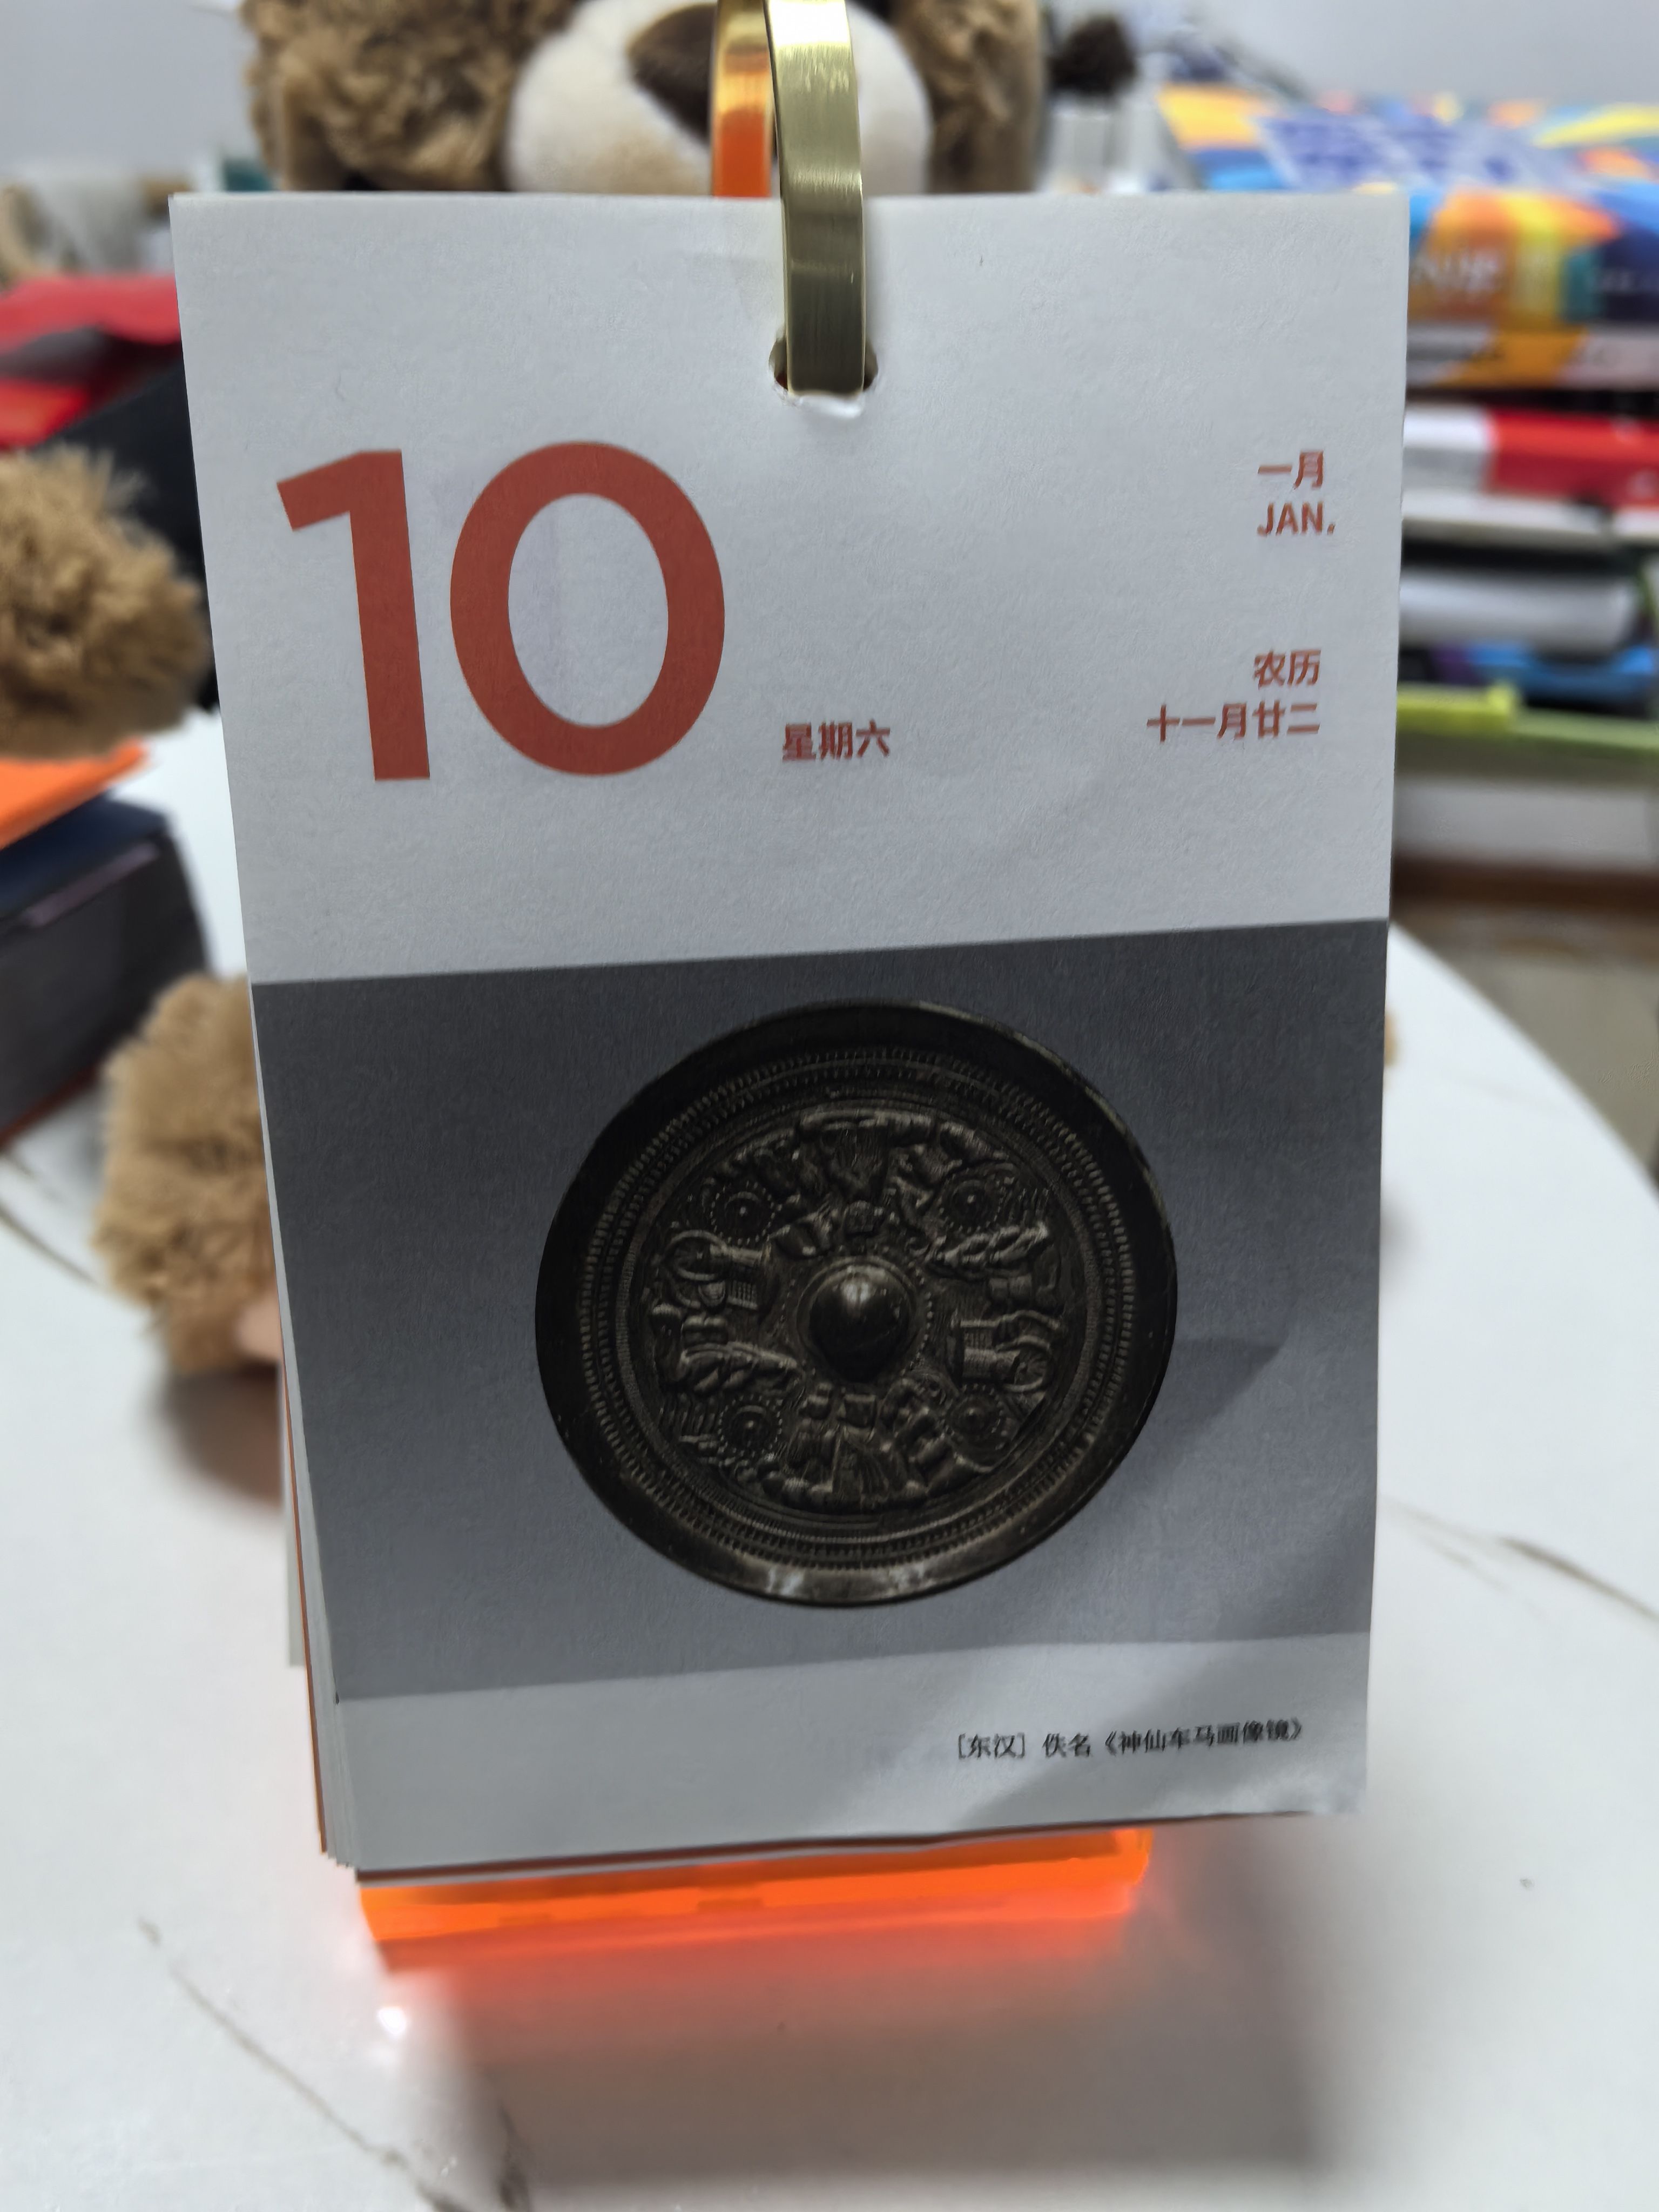 10
星期六
一月
JAN.
农历
十一月廿二
［东汉］ 佚名《神仙车马画像镜》